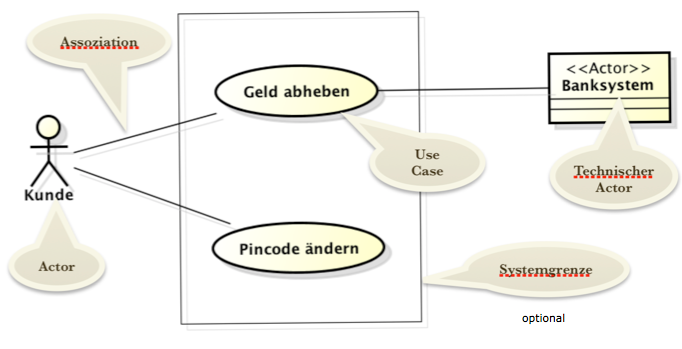 Assoziation
<<Actor>>
Banksystem
Geld abheben
Use
Case
Technischer
Actor
Kunde
Pincode ändern
Actor
Systemgrenze
optional